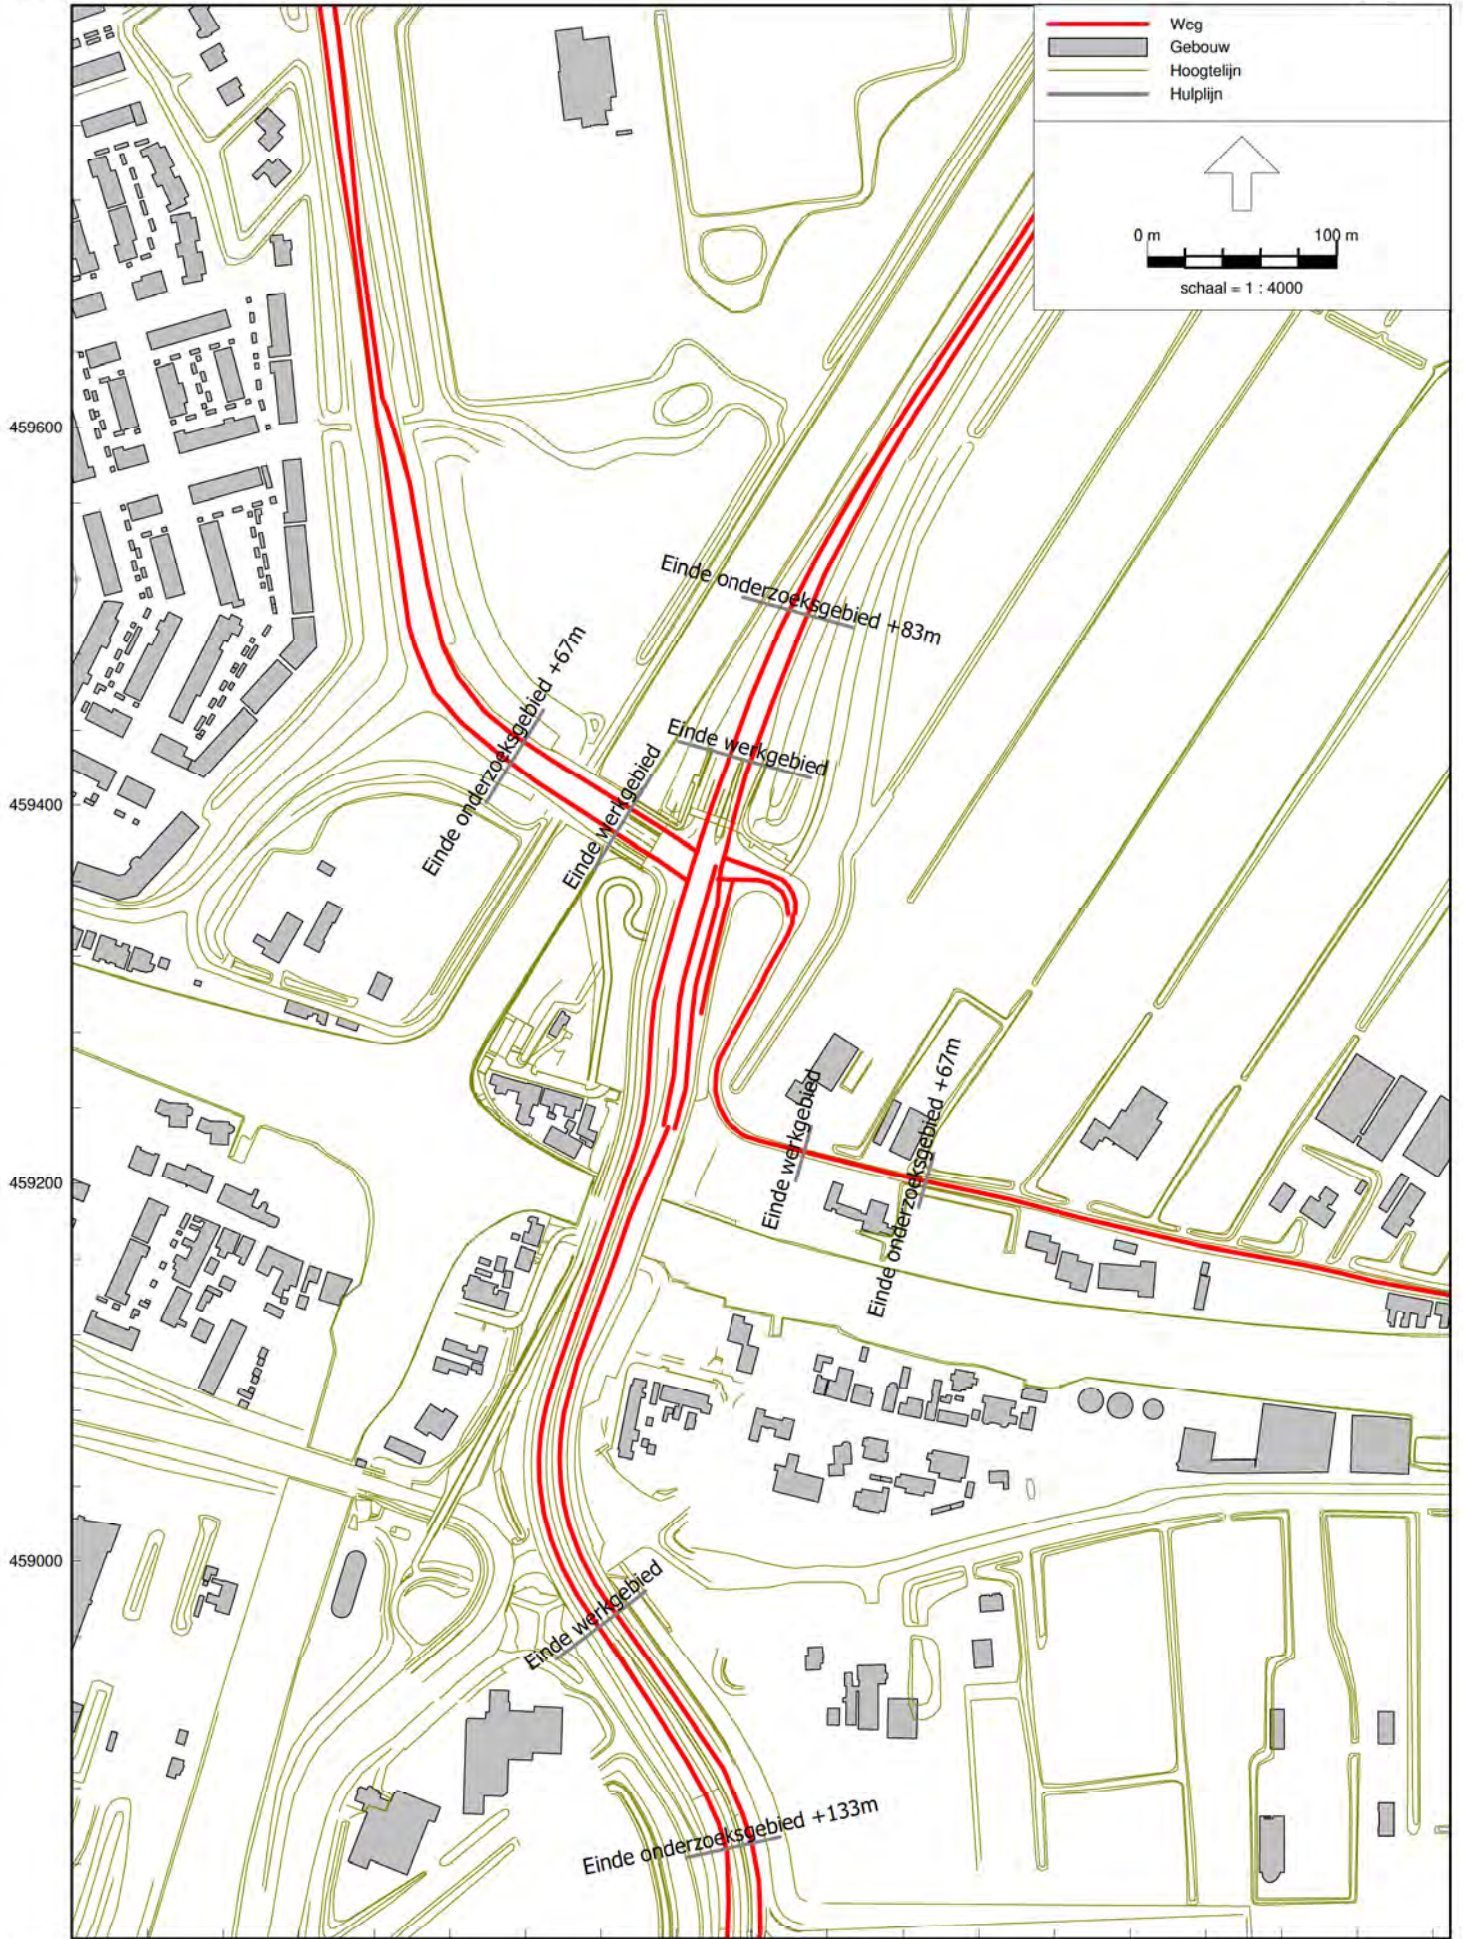 Weg
Gebouw
Hoogtelijn
Hulplijn
0 m 100 m
schaal = 1 : 4000
459600
Einde onderzoeksgebied +83m
Einde onderzoeksgebied +67m
Einde werkgebied
Einde werkgebied
459400
Einde werkgebied
Einde onderzoeksgebied +67m
459200
459000
Einde werkgebied
Einde onderzoeksgebied +133m